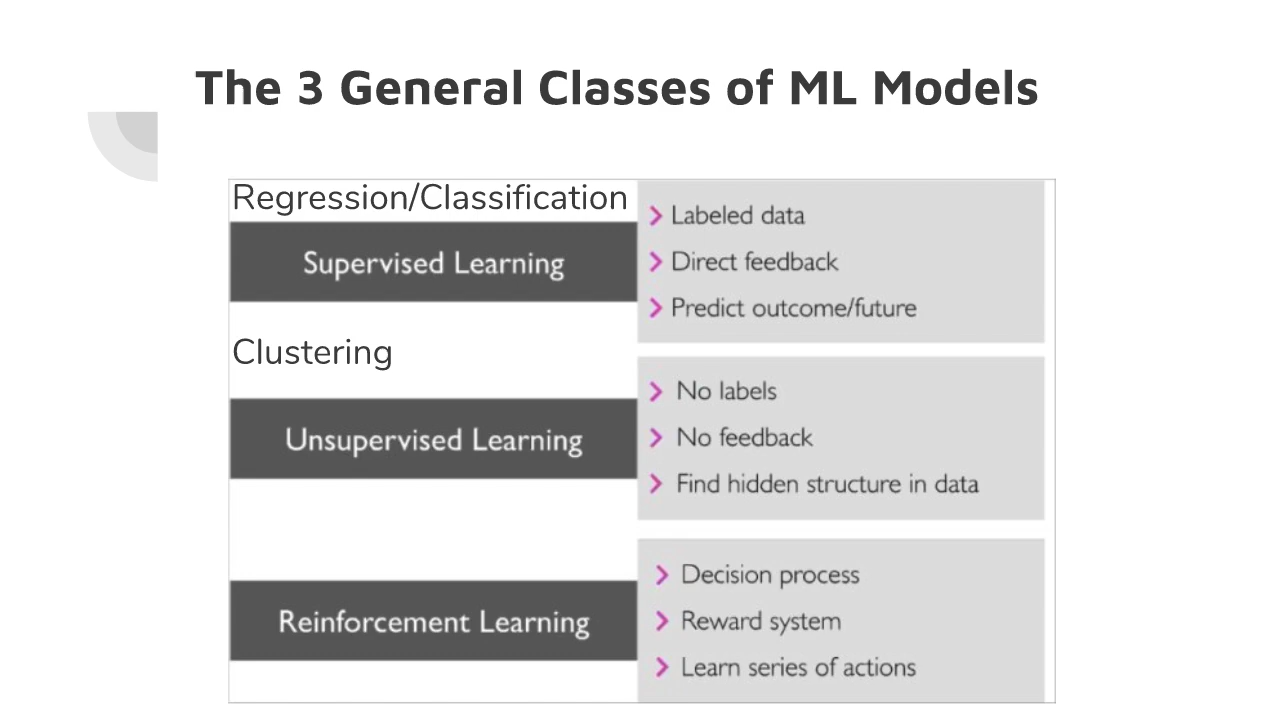 The 3 General Classes of ML Models
Regression/Classification
Supervised Learning
Labeled data
Direct feedback
Predict outcome/future
Clustering
Unsupervised Learning
No labels
No feedback
Find hidden structure in data
Reinforcement Learning
Decision process
Reward system
Learn series of actions